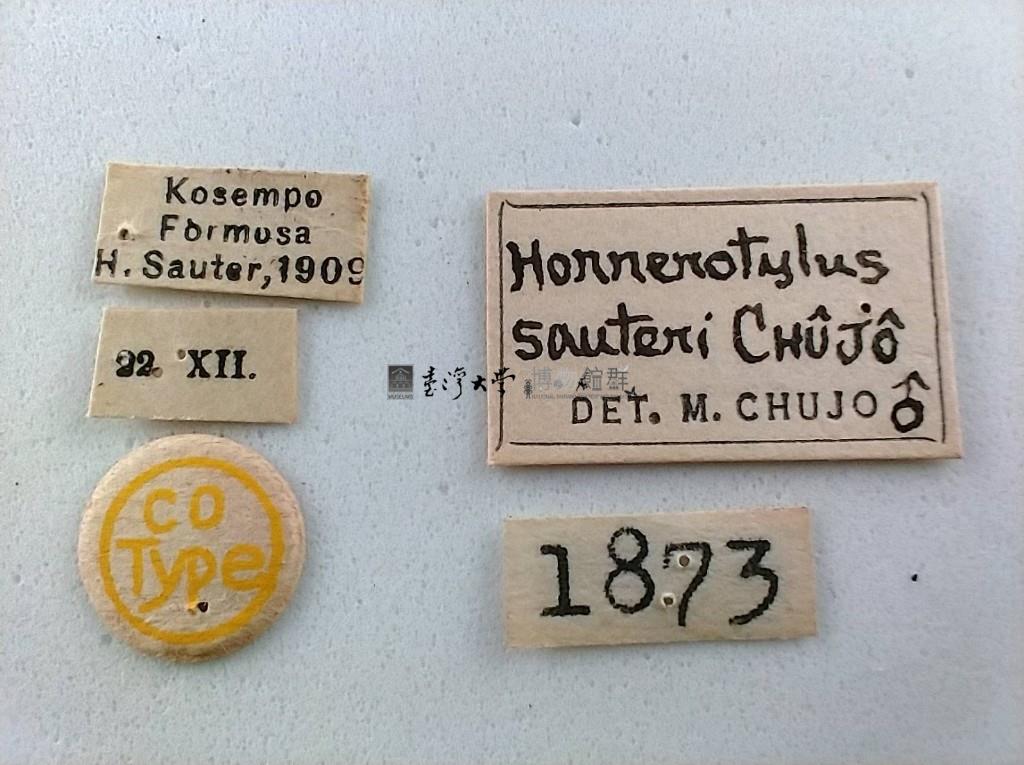 Kosempo
Formosa
H. Sauter, 1909
22. XII.
CO
Type
Honnerotylus
sauteri CHÛJÔ
DET. M. CHUJO ♂
1873
臺灣大學 博物館群